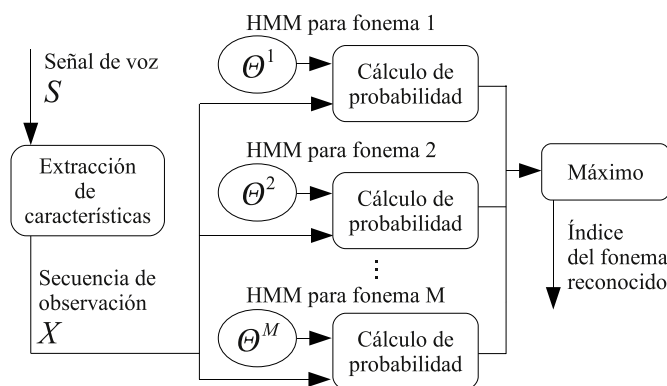 Señal de voz
S
Extracción
de
características
Secuencia de
observación
X
HMM para fonema 1
Θ¹
Cálculo de
probabilidad
HMM para fonema 2
Θ²
Cálculo de
probabilidad
⋮
HMM para fonema M
Θᴹ
Cálculo de
probabilidad
Máximo
Índice
del fonema
reconocido